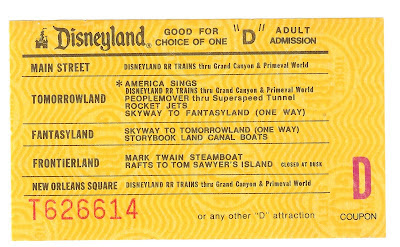 Disneyland® GOOD FOR CHOICE OF ONE "D" ADULT ADMISSION
MAIN STREET DISNEYLAND RR TRAINS thru Grand Canyon & Primeval World
TOMORROWLAND
*AMERICA SINGS
DISNEYLAND RR TRAINS thru Grand Canyon & Primeval World
PEOPLEMOVER thru Superspeed Tunnel
ROCKET JETS
SKYWAY TO FANTASYLAND (ONE WAY)
FANTASYLAND
SKYWAY TO TOMORROWLAND (ONE WAY)
STORYBOOK LAND CANAL BOATS
FRONTIERLAND
MARK TWAIN STEAMBOAT
RAFTS TO TOM SAWYER'S ISLAND CLOSED AT DUSK
NEW ORLEANS SQUARE DISNEYLAND RR TRAINS thru Grand Canyon & Primeval World
T626614
or any other "D" attraction
D
COUPON